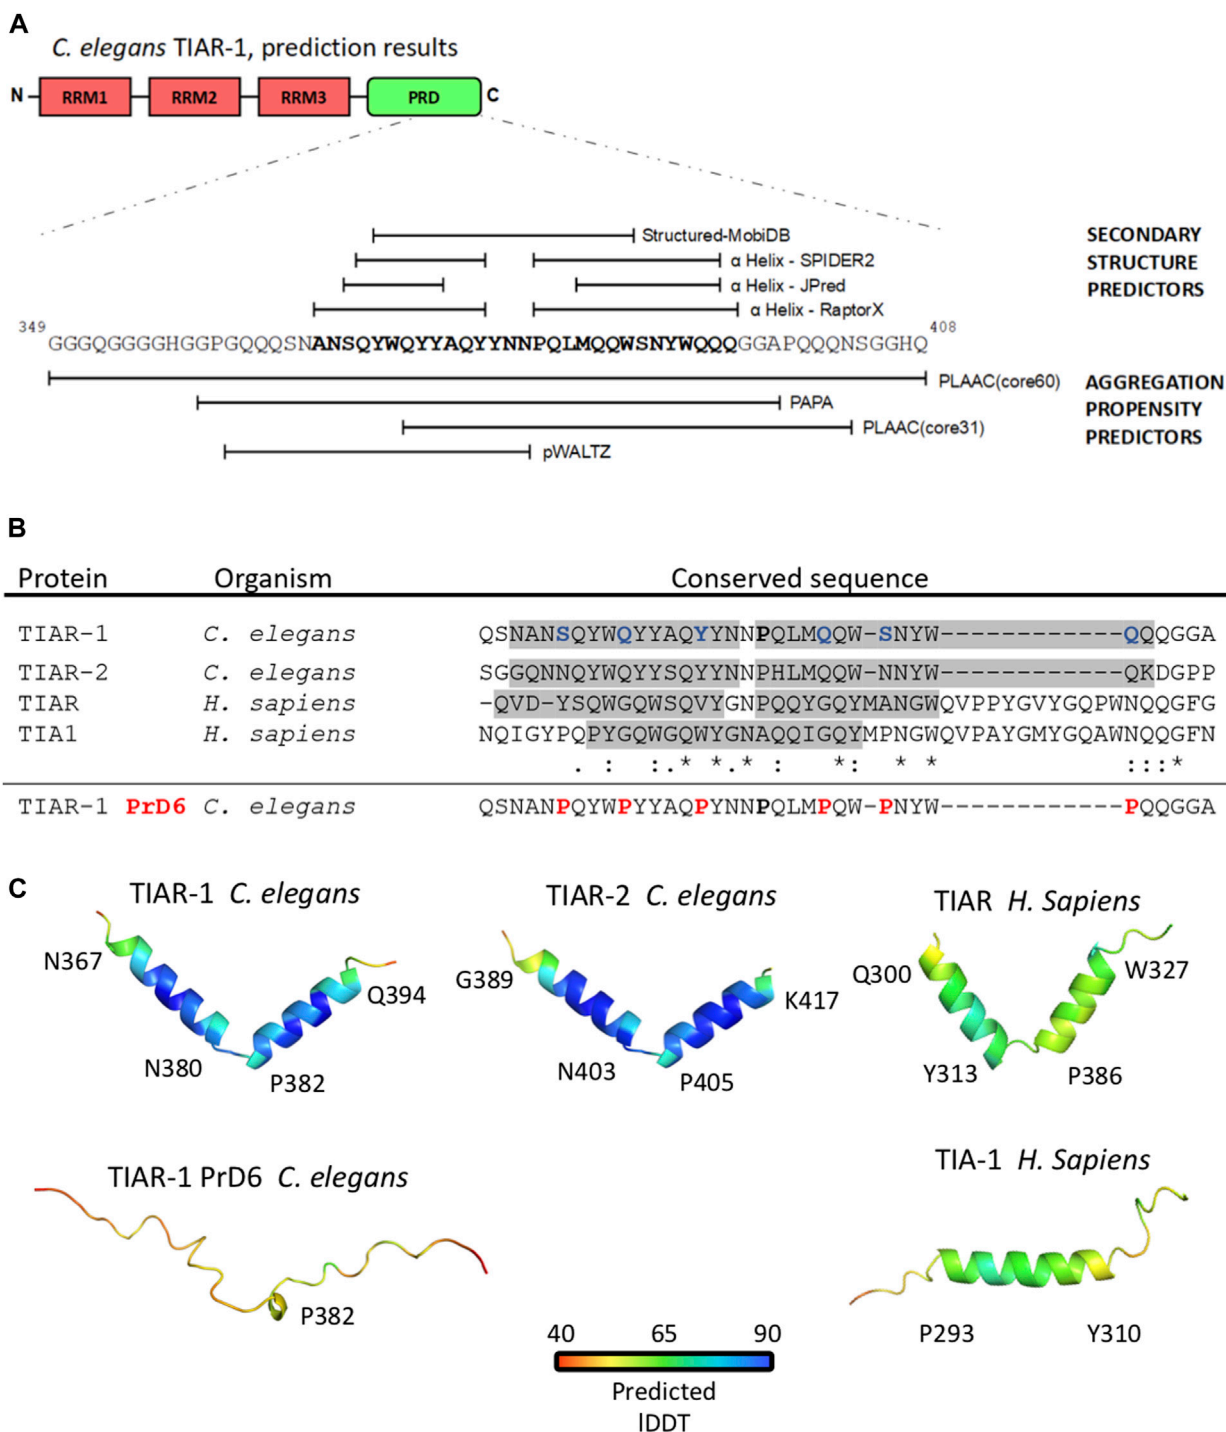 A
C. elegans TIAR-1, prediction results
N RRM1 RRM2 RRM3 PRD C
Structured-MobiDB
α Helix - SPIDER2
α Helix - JPred
α Helix - RaptorX
SECONDARY
STRUCTURE
PREDICTORS
349 GGGQGGGGHGGPGQQQSNANSQYWQYYAQYYNNPQLMQQWSNYWQQQGGAPQQQNSGGHQ 408
PLAAC(core60)
PAPA
PLAAC(core31)
pWALTZ
AGGREGATION
PROPENSITY
PREDICTORS
B
Protein Organism Conserved sequence
TIAR-1 C. elegans QSNANSQYWQYYAQYYNNPQLMQQW-SNYW------------QQQGGA
TIAR-2 C. elegans SGGQNNQYWQYYSQYYNNPHLMQQW-NNYW------------QKDGPP
TIAR H. sapiens -QVD-YSQWGQWSQVYGNPQQYGQYMANGWQVPPYGVYGQPWNQQGFG
TIA1 H. sapiens NQIGYPQPYGQWGQWYGNAQQIGQYMPNGWQVPAYGMYGQAWNQQGFN
. : :.* *.* : *: * * :::*
TIAR-1 PrD6 C. elegans QSNANPQYWPYYAQPYNNPQLMPQW-PNYW------------PQQGGA
C
TIAR-1 C. elegans
N367
N380
P382
Q394
TIAR-2 C. elegans
G389
N403
P405
K417
TIAR H. Sapiens
Q300
Y313
P386
W327
TIAR-1 PrD6 C. elegans
P382
TIA-1 H. Sapiens
P293
Y310
40 65 90
Predicted
lDDT